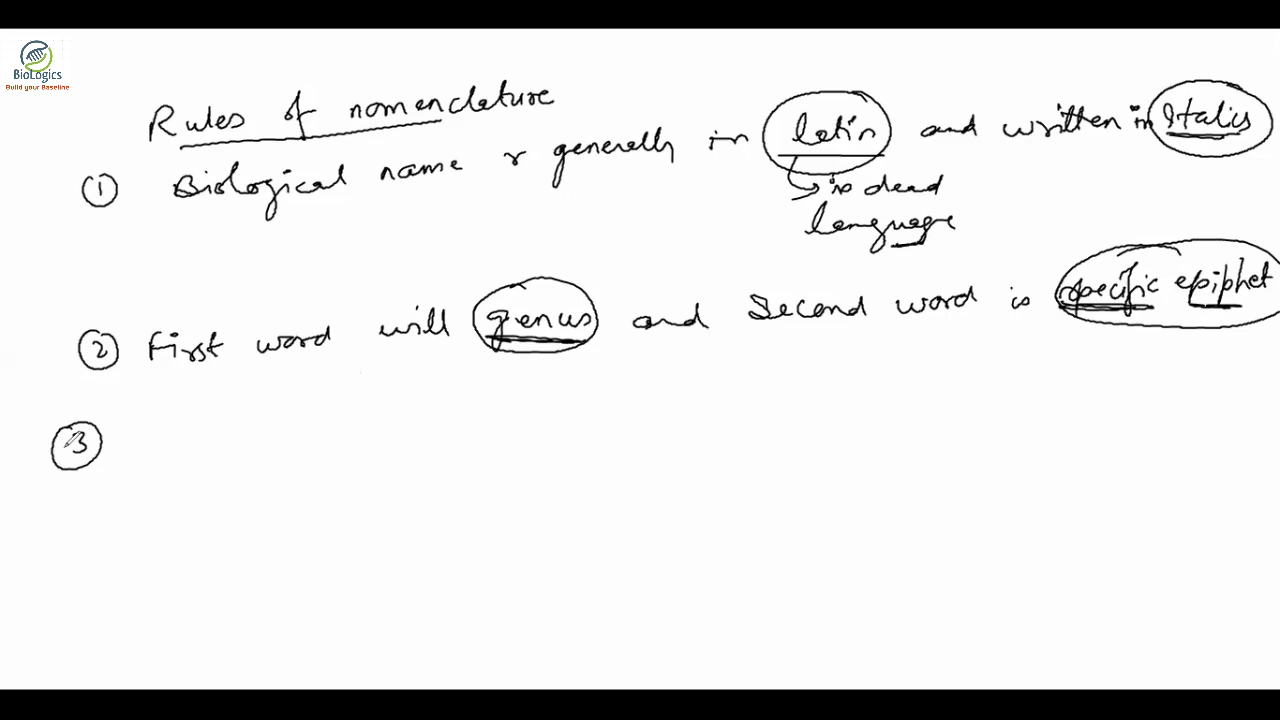 BioLogics
Build your Baseline
Rules of nomenclature
① Biological name is generally in latin and written in Italics
is dead
language
② First word will genus and Second word is specific epiphet
③